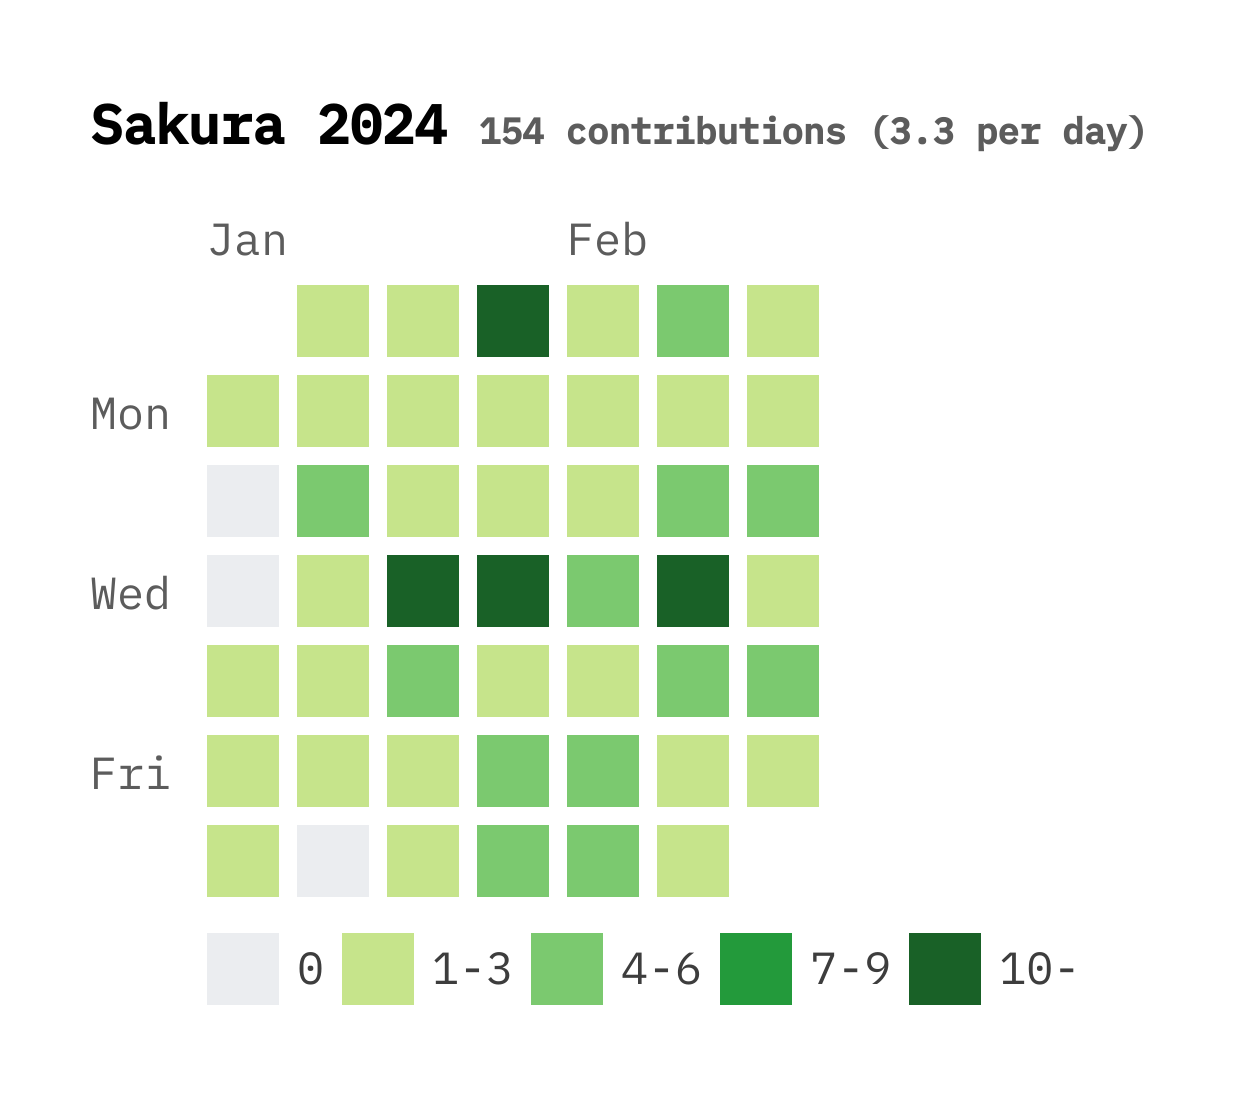 Sakura 2024 154 contributions (3.3 per day)
Jan Feb
Mon
Wed
Fri
0 1-3 4-6 7-9 10-